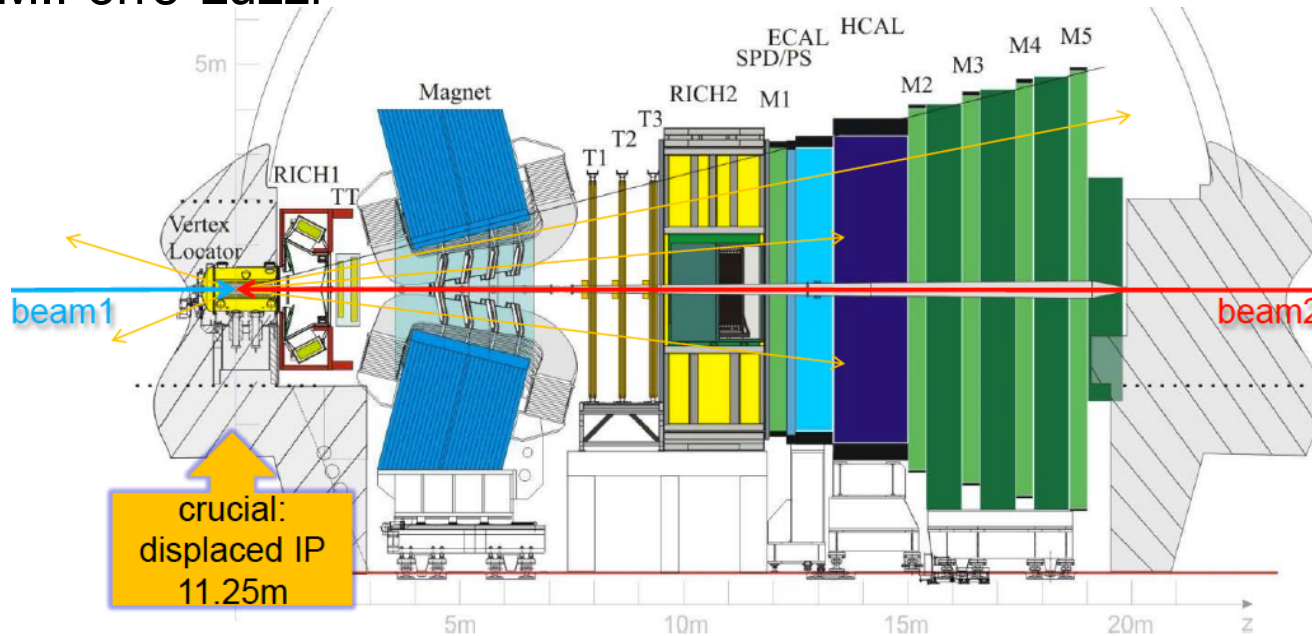 5m
ECAL
HCAL
SPD/PS
M1
M2
M3
M4
M5
Magnet
RICH2
T1
T2
T3
RICH1
TT
Vertex
Locator
beam1
beam2
crucial:
displaced IP
11.25m
5m
10m
15m
20m
z